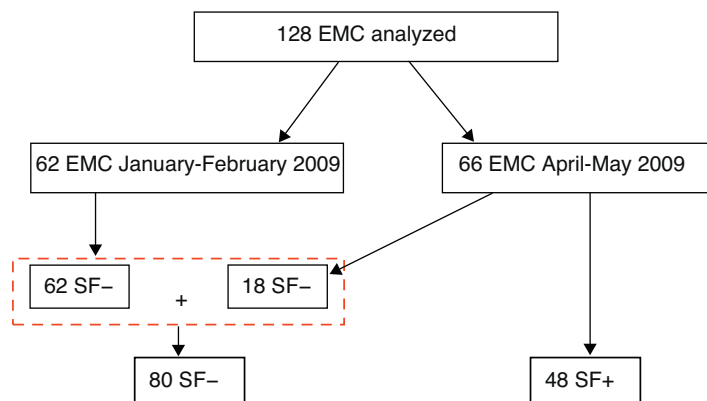 128 EMC analyzed
62 EMC January-February 2009
66 EMC April-May 2009
62 SF−
+
18 SF−
80 SF−
48 SF+